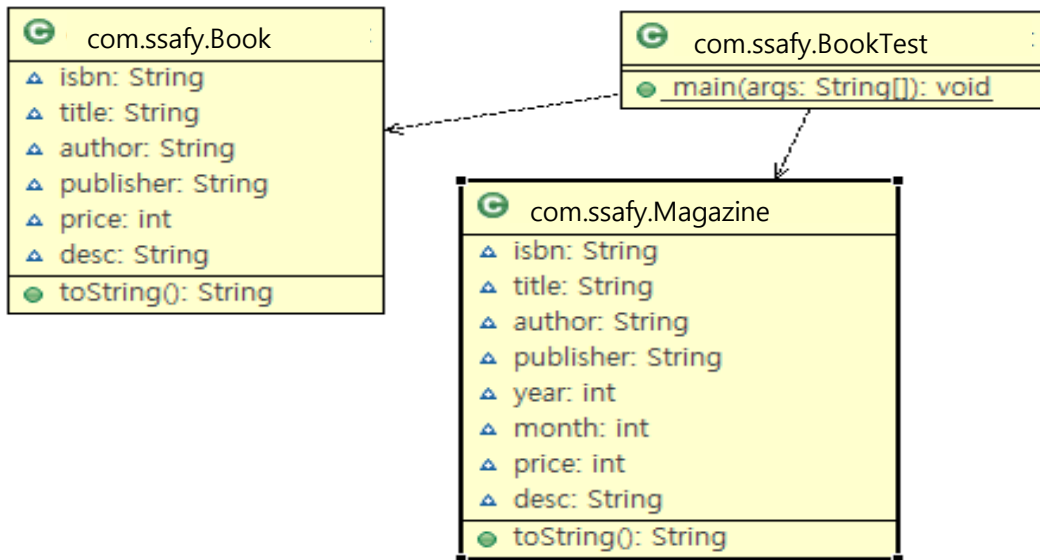 com.ssafy.Book
isbn: String
title: String
author: String
publisher: String
price: int
desc: String
toString(): String
com.ssafy.BookTest
main(args: String[]): void
com.ssafy.Magazine
isbn: String
title: String
author: String
publisher: String
year: int
month: int
price: int
desc: String
toString(): String